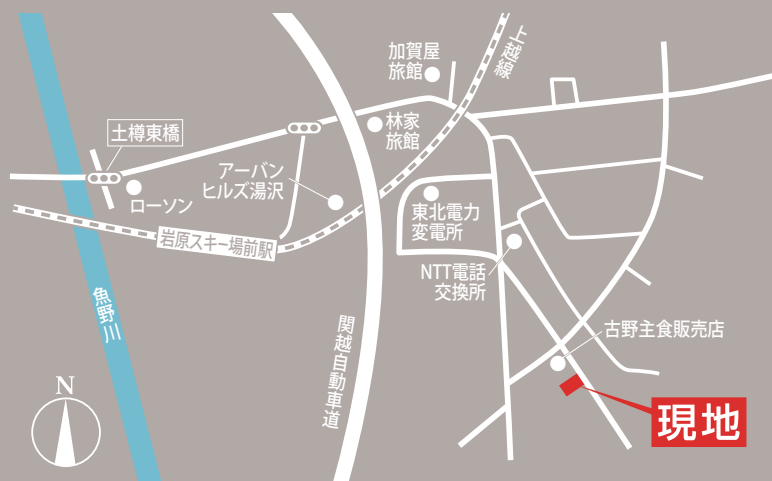 加賀屋
旅館
上越線
土樽東橋
林家
旅館
アーバン
ヒルズ湯沢
ローソン
東北電力
変電所
岩原スキー場前駅
NTT電話
交換所
魚野川
関越自動車道
古野主食販売店
N
現地